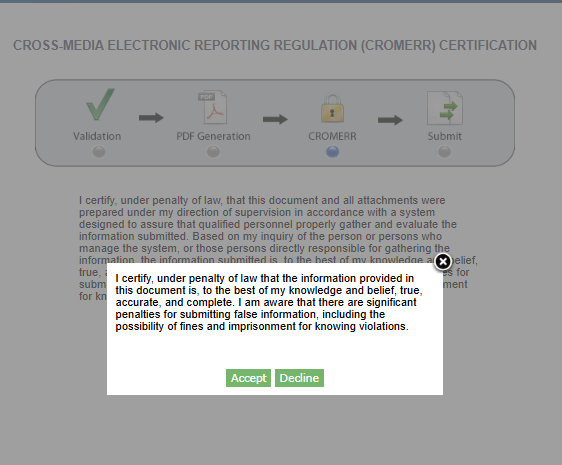 CROSS-MEDIA ELECTRONIC REPORTING REGULATION (CROMERR) CERTIFICATION
PDF
Validation
PDF Generation
CROMERR
Submit
I certify, under penalty of law, that this document and all attachments were
prepared under my direction of supervision in accordance with a system
designed to assure that qualified personnel properly gather and evaluate the
information submitted. Based on my inquiry of the person or persons who
manage the system, or those persons directly responsible for gathering the
information, the information submitted is, to the best of my knowledge and belief,
true,
es for
subm
ment
for kn
I certify, under penalty of law that the information provided in
this document is, to the best of my knowledge and belief, true,
accurate, and complete. I am aware that there are significant
penalties for submitting false information, including the
possibility of fines and imprisonment for knowing violations.
Accept Decline